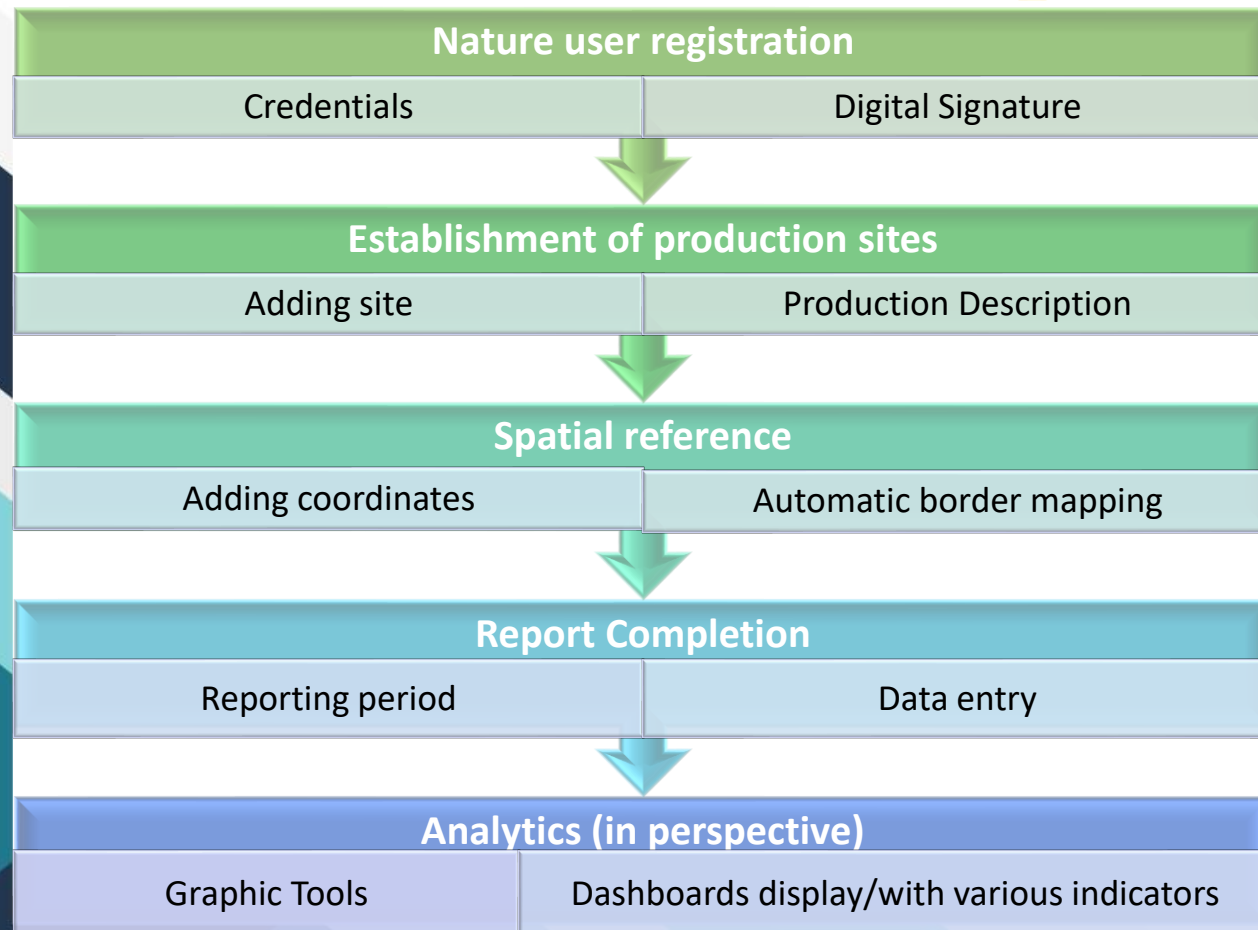 Nature user registration
Credentials
Digital Signature
Establishment of production sites
Adding site
Production Description
Spatial reference
Adding coordinates
Automatic border mapping
Report Completion
Reporting period
Data entry
Analytics (in perspective)
Graphic Tools
Dashboards display/with various indicators